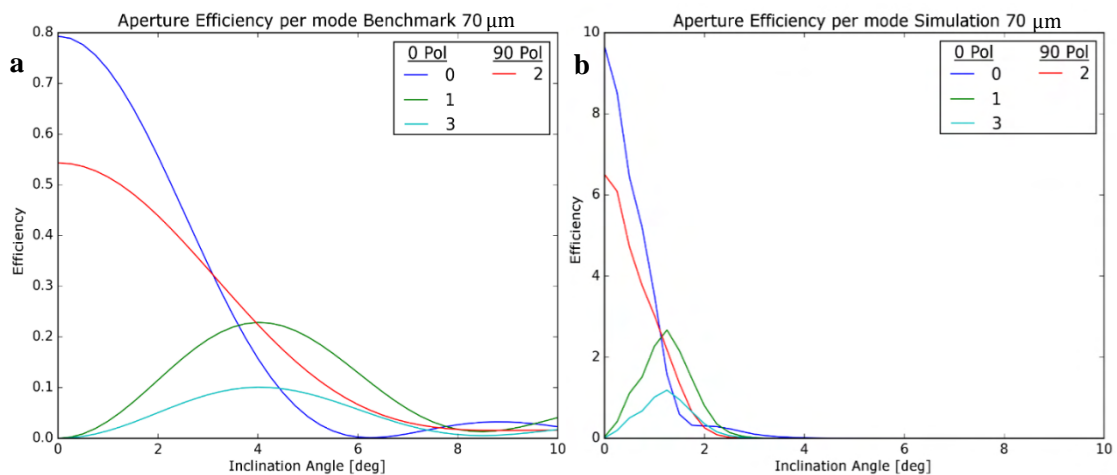 Aperture Efficiency per mode Benchmark 70 μm
a
0.8
0.7
0.6
0.5
0.4
0.3
0.2
0.1
0.0
Efficiency
0 Pol 90 Pol
0 2
1
3
0 2 4 6 8 10
Inclination Angle [deg]
Aperture Efficiency per mode Simulation 70 μm
b
10
8
6
4
2
0
Efficiency
0 Pol 90 Pol
0 2
1
3
0 2 4 6 8 10
Inclination Angle [deg]